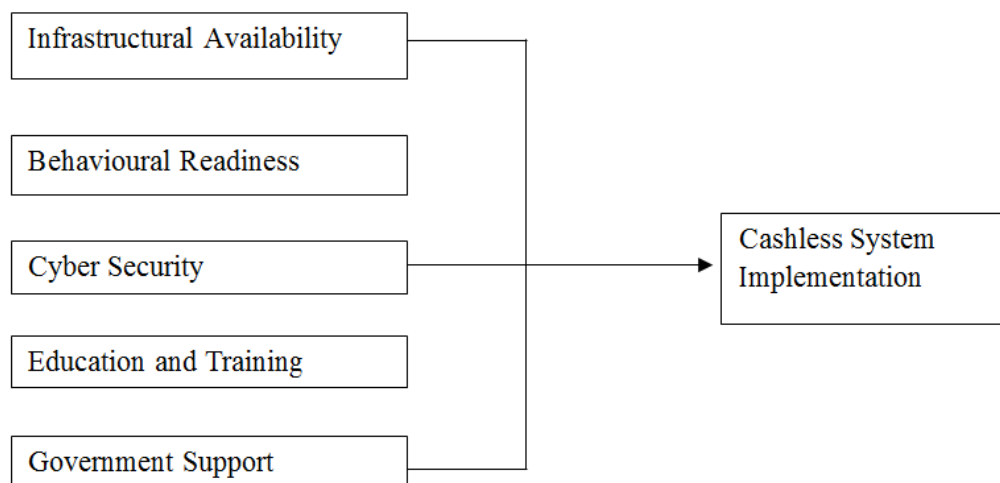 Infrastructural Availability
Behavioural Readiness
Cyber Security
Education and Training
Government Support
Cashless System
Implementation